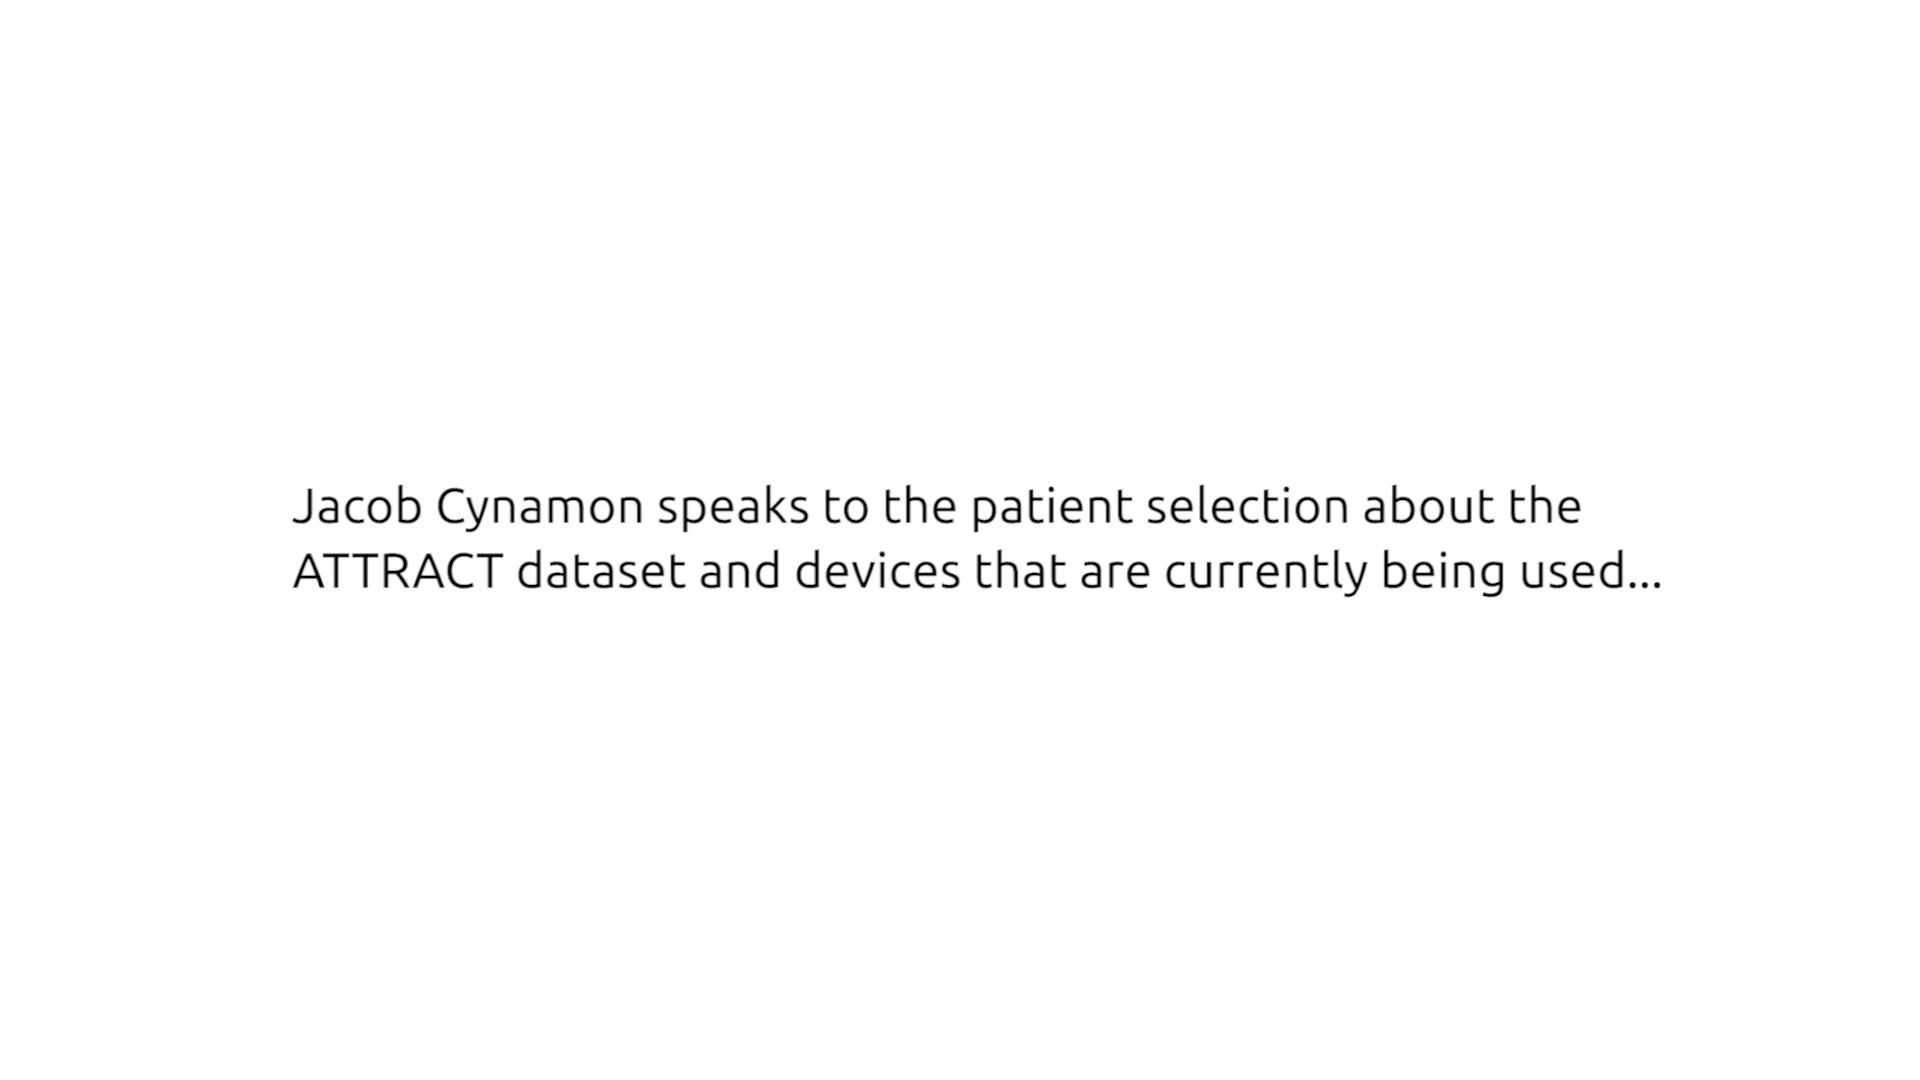 Jacob Cynamon speaks to the patient selection about the
ATTRACT dataset and devices that are currently being used...